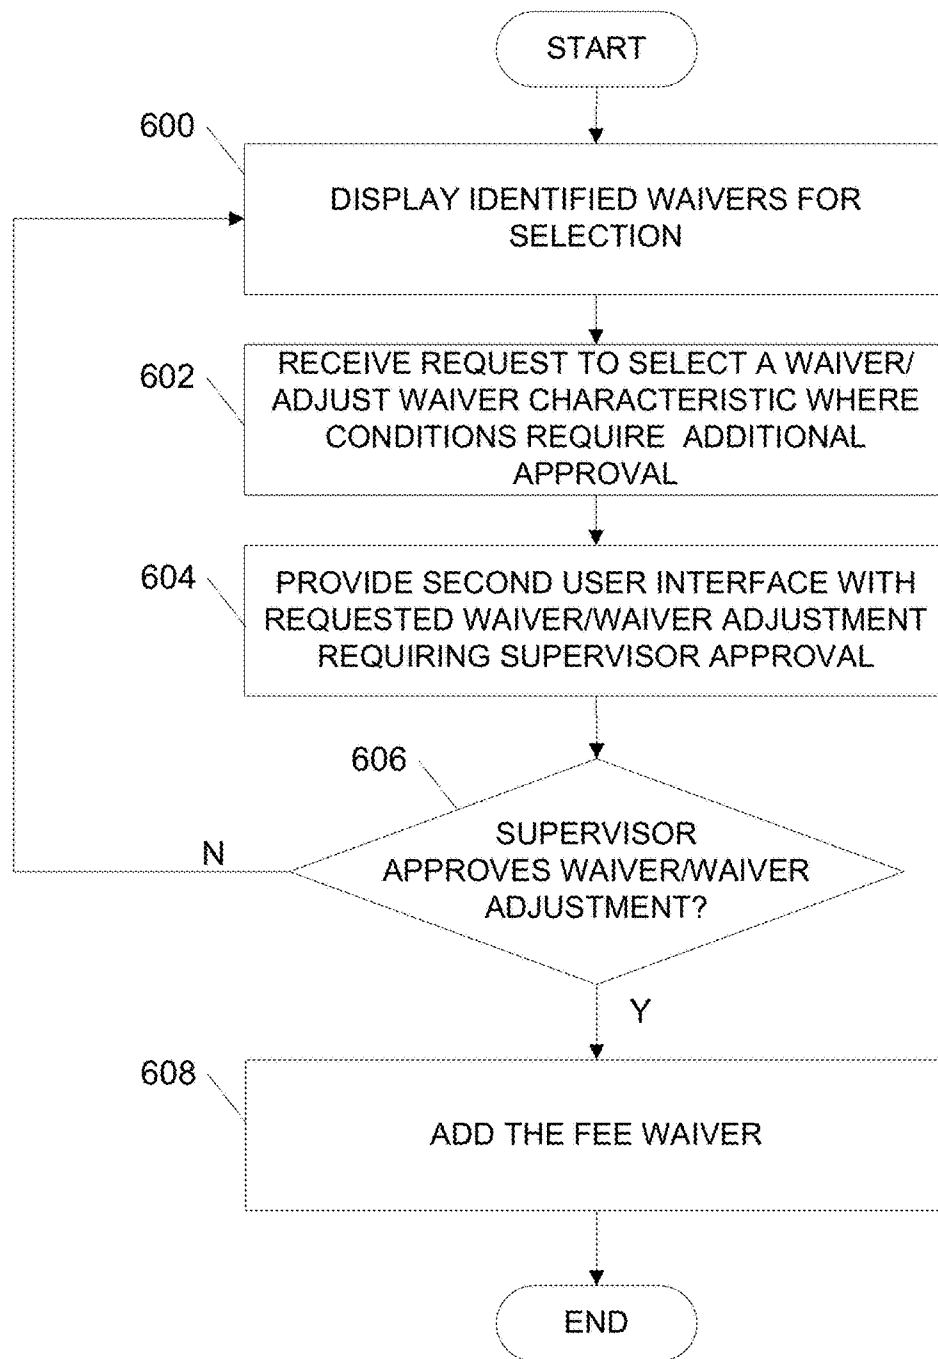 START
600
DISPLAY IDENTIFIED WAIVERS FOR
SELECTION
602
RECEIVE REQUEST TO SELECT A WAIVER/
ADJUST WAIVER CHARACTERISTIC WHERE
CONDITIONS REQUIRE ADDITIONAL
APPROVAL
604
PROVIDE SECOND USER INTERFACE WITH
REQUESTED WAIVER/WAIVER ADJUSTMENT
REQUIRING SUPERVISOR APPROVAL
606
SUPERVISOR
APPROVES WAIVER/WAIVER
ADJUSTMENT?
N
Y
608
ADD THE FEE WAIVER
END